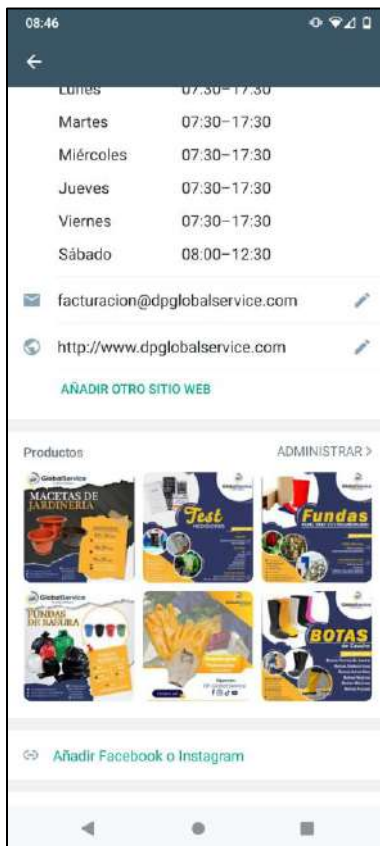 08:46
Lunes 07:30–17:30
Martes 07:30–17:30
Miércoles 07:30–17:30
Jueves 07:30–17:30
Viernes 07:30–17:30
Sábado 08:00–12:30
facturacion@dpglobalservice.com
http://www.dpglobalservice.com
AÑADIR OTRO SITIO WEB
Productos ADMINISTRAR >
GlobalService
MACETAS DE
JARDINERIA
Test
Fundas
GlobalService
FUNDAS
DE BASURA
BOTAS
de Caucho
Añadir Facebook o Instagram